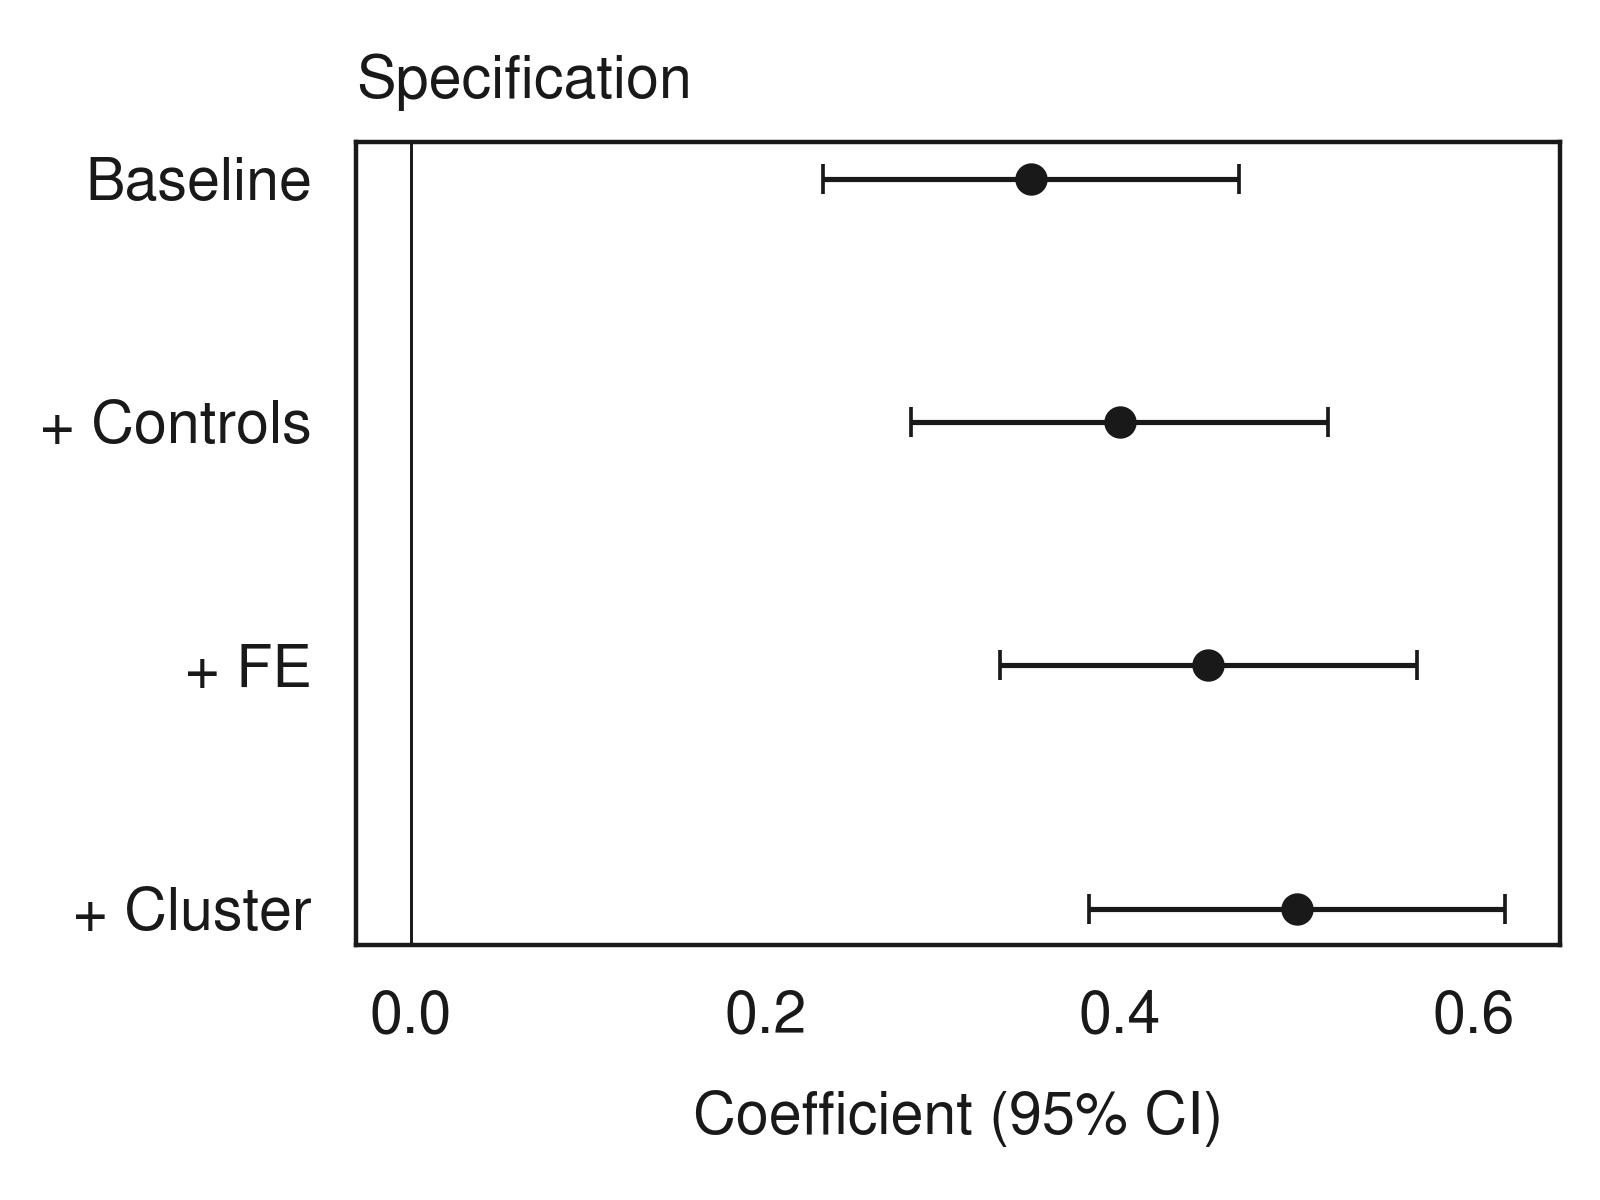 Specification
Baseline
+ Controls
+ FE
+ Cluster
0.0 0.2 0.4 0.6
Coefficient (95% CI)